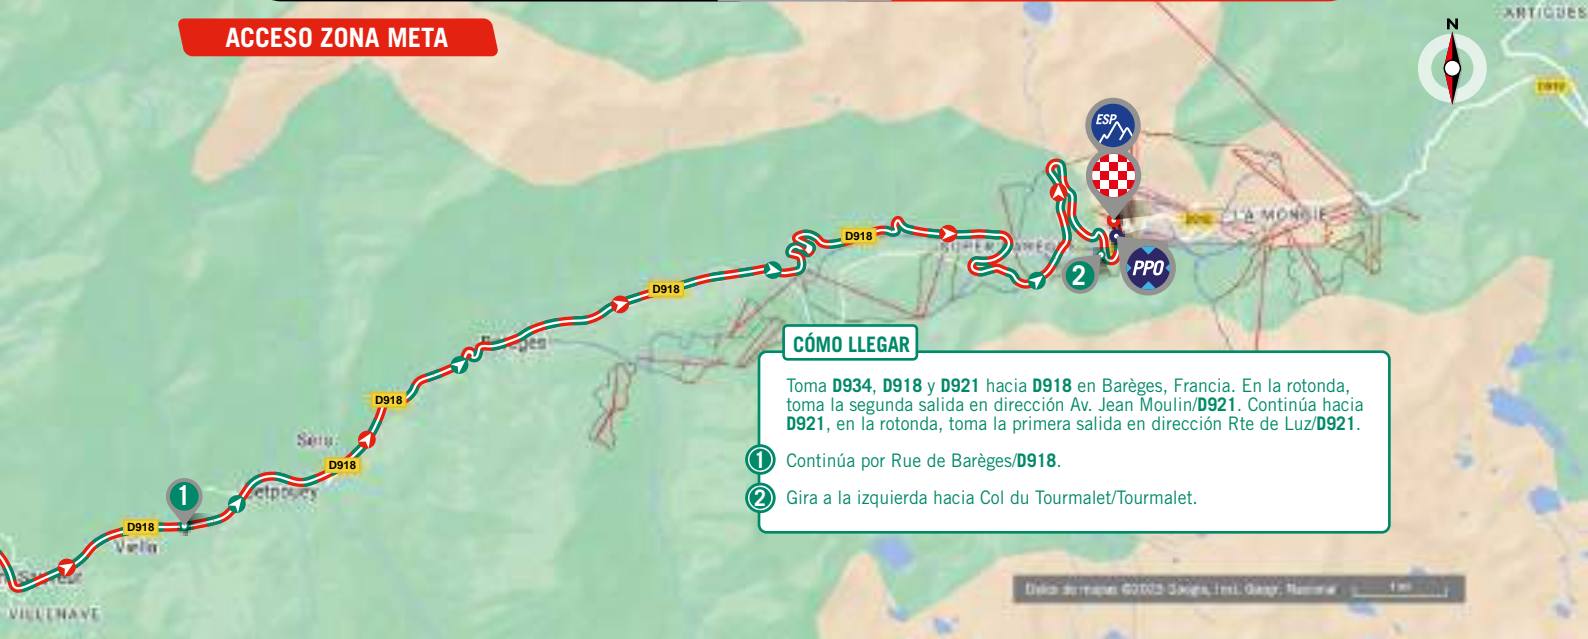 ACCESO ZONA META
ARTIGUES
N
ESP
D918
LA MONGIE
PPO
2
D918
CÓMO LLEGAR
Toma D934, D918 y D921 hacia D918 en Barèges, Francia. En la rotonda,
toma la segunda salida en dirección Av. Jean Moulin/D921. Continúa hacia
D921, en la rotonda, toma la primera salida en dirección Rte de Luz/D921.
1 Continúa por Rue de Barèges/D918.
2 Gira a la izquierda hacia Col du Tourmalet/Tourmalet.
Barèges
D918
Sers
D918
Betpouey
1
D918
Viella
VILLENAVE